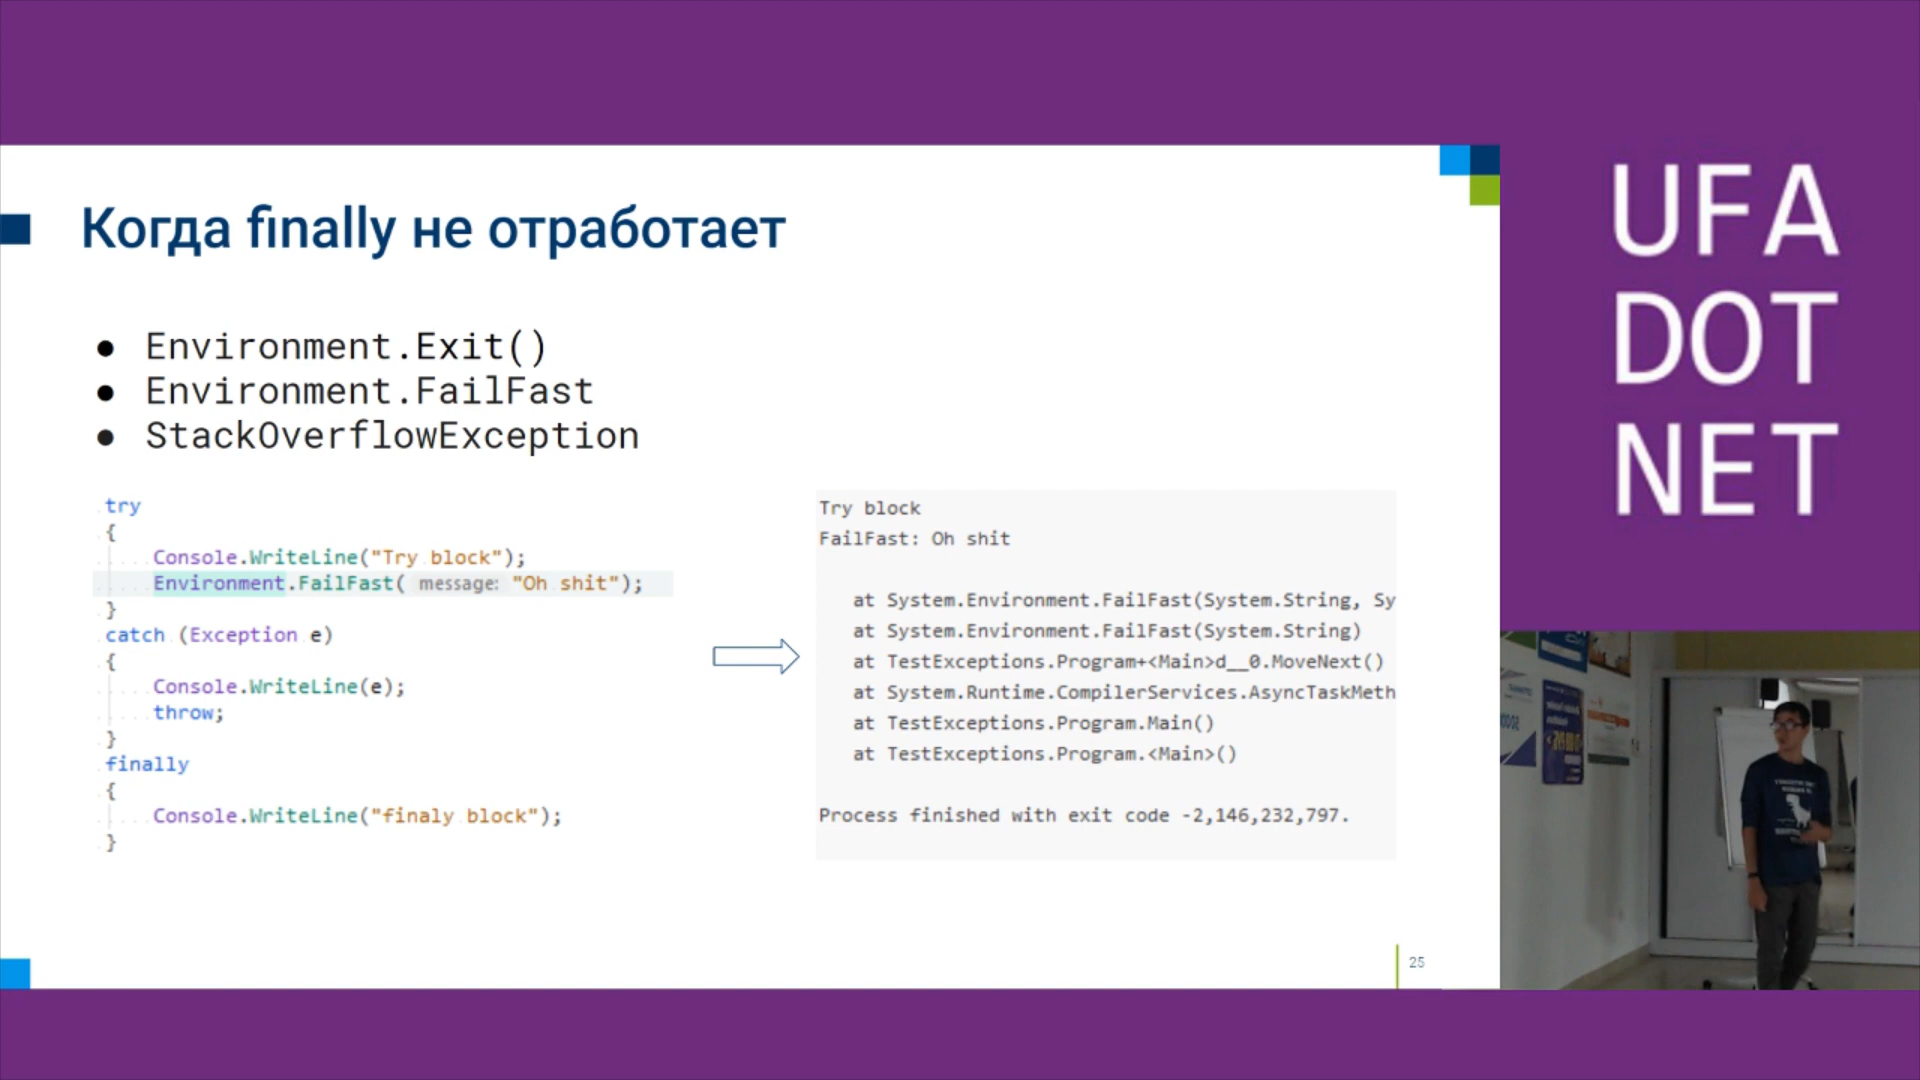 Когда finally не отработает
● Environment.Exit()
● Environment.FailFast
● StackOverflowException
try
{
Console.WriteLine("Try block");
Environment.FailFast( message: "Oh shit");
}
catch (Exception e)
{
Console.WriteLine(e);
throw;
}
finally
{
Console.WriteLine("finaly block");
}
Try block
FailFast: Oh shit
at System.Environment.FailFast(System.String, Sy
at System.Environment.FailFast(System.String)
at TestExceptions.Program+<Main>d__0.MoveNext()
at System.Runtime.CompilerServices.AsyncTaskMeth
at TestExceptions.Program.Main()
at TestExceptions.Program.<Main>()
Process finished with exit code -2,146,232,797.
25
UFA
DOT
NET